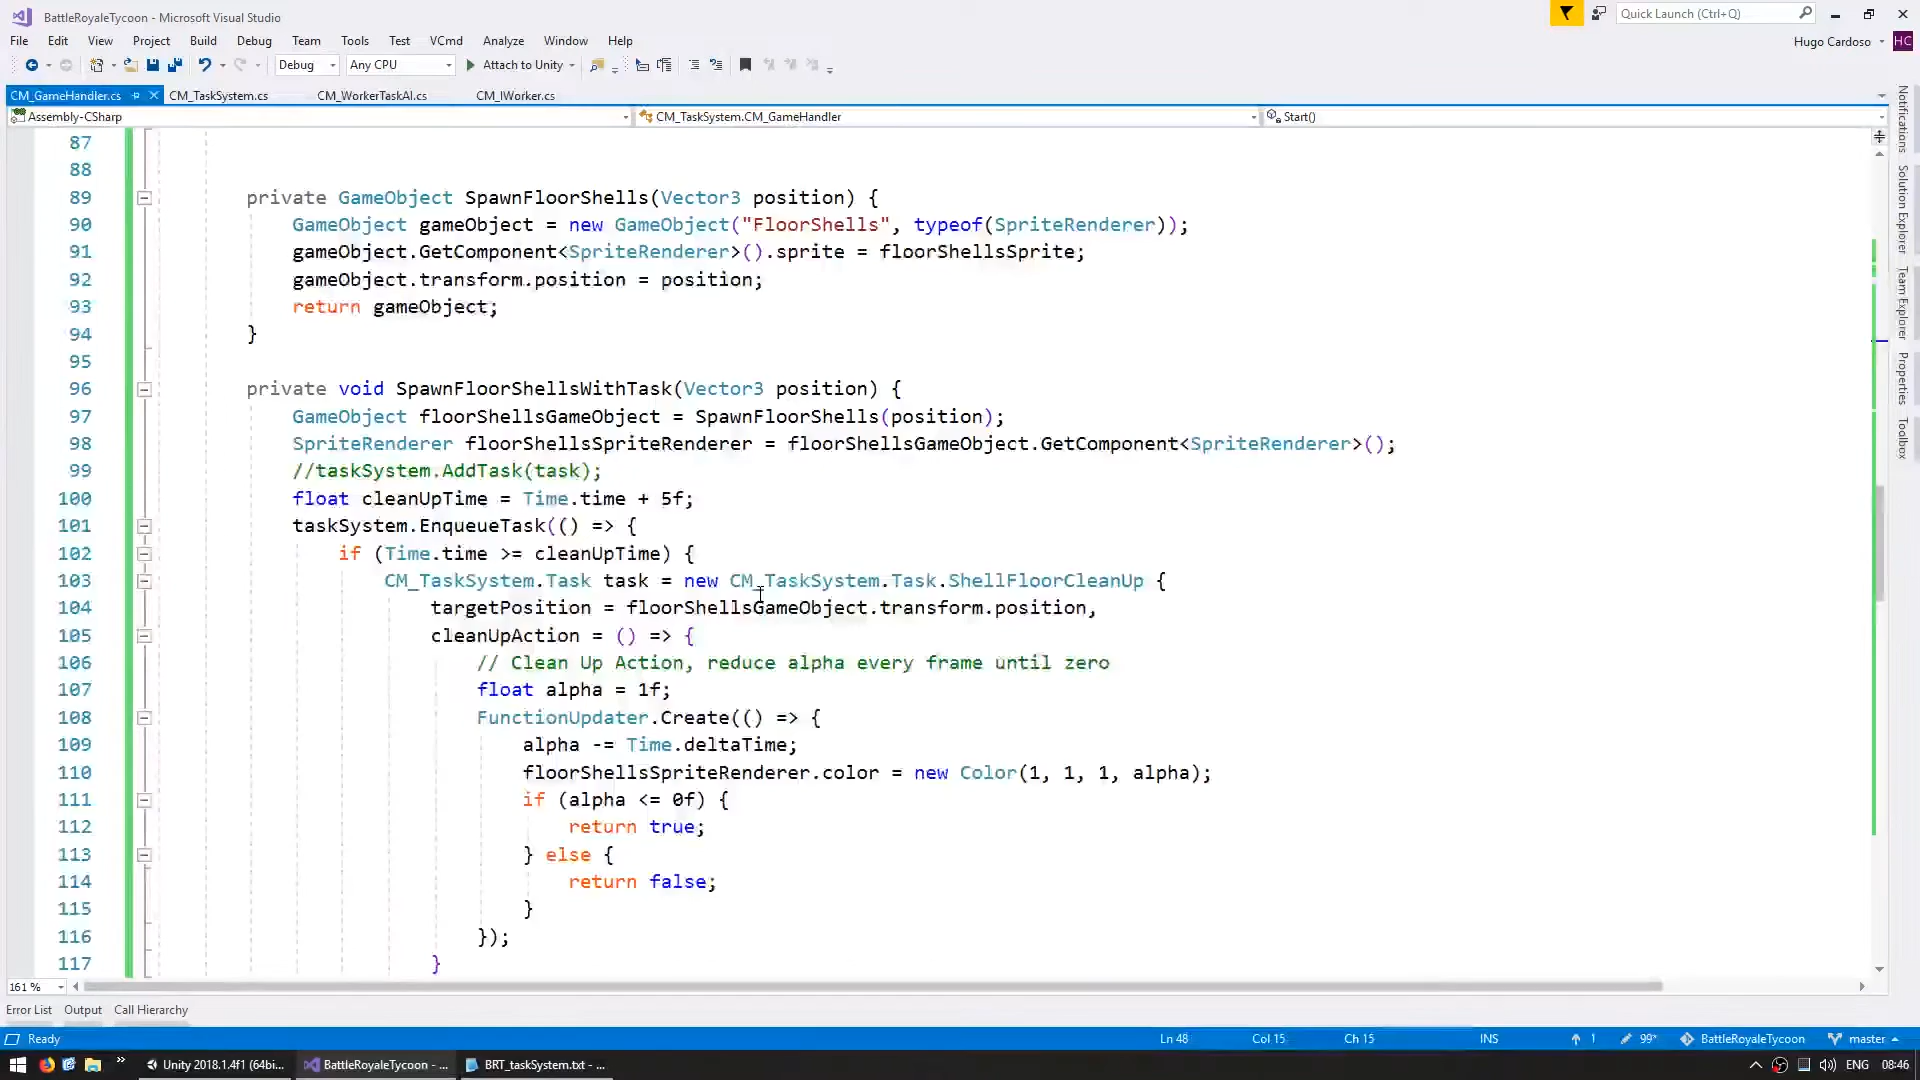 BattleRoyaleTycoon - Microsoft Visual Studio
Quick Launch (Ctrl+Q)
File Edit View Project Build Debug Team Tools Test VCmd Analyze Window Help
Hugo Cardoso HC
Debug Any CPU Attach to Unity
CM_GameHandler.cs CM_TaskSystem.cs CM_WorkerTaskAI.cs CM_IWorker.cs
Assembly-CSharp CM_TaskSystem.CM_GameHandler Start()
87
88
89 private GameObject SpawnFloorShells(Vector3 position) {
90 GameObject gameObject = new GameObject("FloorShells", typeof(SpriteRenderer));
91 gameObject.GetComponent<SpriteRenderer>().sprite = floorShellsSprite;
92 gameObject.transform.position = position;
93 return gameObject;
94 }
95
96 private void SpawnFloorShellsWithTask(Vector3 position) {
97 GameObject floorShellsGameObject = SpawnFloorShells(position);
98 SpriteRenderer floorShellsSpriteRenderer = floorShellsGameObject.GetComponent<SpriteRenderer>();
99 //taskSystem.AddTask(task);
100 float cleanUpTime = Time.time + 5f;
101 taskSystem.EnqueueTask(() => {
102 if (Time.time >= cleanUpTime) {
103 CM_TaskSystem.Task task = new CM_TaskSystem.Task.ShellFloorCleanUp {
104 targetPosition = floorShellsGameObject.transform.position,
105 cleanUpAction = () => {
106 // Clean Up Action, reduce alpha every frame until zero
107 float alpha = 1f;
108 FunctionUpdater.Create(() => {
109 alpha -= Time.deltaTime;
110 floorShellsSpriteRenderer.color = new Color(1, 1, 1, alpha);
111 if (alpha <= 0f) {
112 return true;
113 } else {
114 return false;
115 }
116 });
117 }
Notifications
Solution Explorer
Team Explorer
Properties
Toolbox
161 %
Error List Output Call Hierarchy
Ready Ln 48 Col 15 Ch 15 INS 1 99* BattleRoyaleTycoon master
Unity 2018.1.4f1 (64bi... BattleRoyaleTycoon - ... BRT_taskSystem.txt - ... ENG 08:46